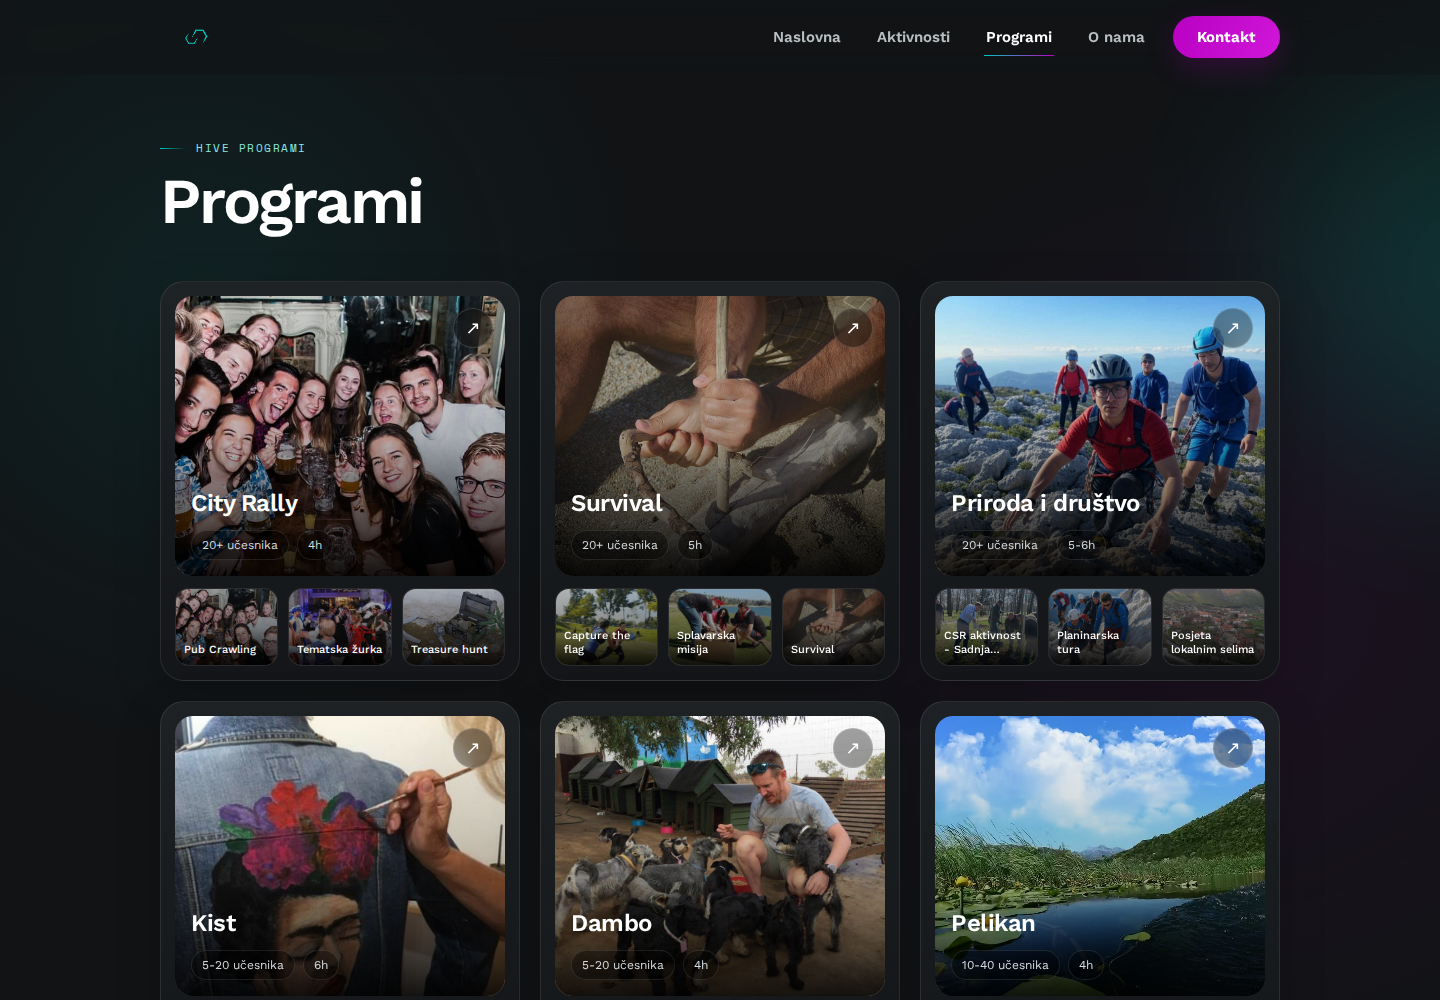 Naslovna
Aktivnosti
Programi
O nama
Kontakt
HIVE PROGRAMI
Programi
City Rally
20+ učesnika
4h
Pub Crawling
Tematska žurka
Treasure hunt
Survival
20+ učesnika
5h
Capture the
flag
Splavarska
misija
Survival
Priroda i društvo
20+ učesnika
5-6h
CSR aktivnost
- Sadnja...
Planinarska
tura
Posjeta
lokalnim selima
Kist
5-20 učesnika
6h
Dambo
5-20 učesnika
4h
Pelikan
10-40 učesnika
4h